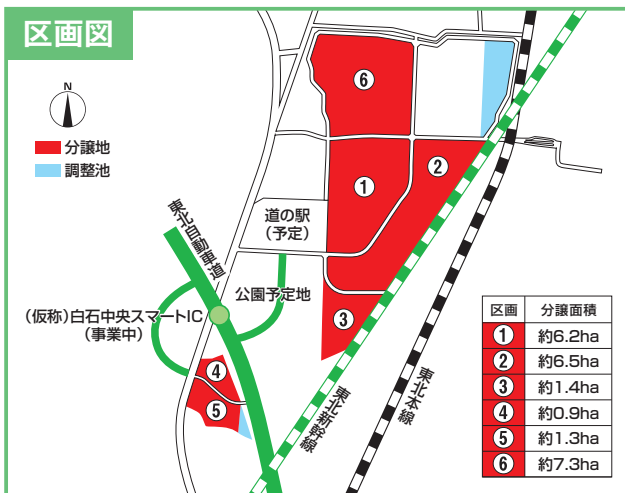 区画図
N
分譲地
調整池
⑥
②
①
道の駅
(予定)
東北自動車道
公園予定地
(仮称)白石中央スマートIC
(事業中)
③
④
⑤
東北新幹線
東北本線
区画 分譲面積
① 約6.2ha
② 約6.5ha
③ 約1.4ha
④ 約0.9ha
⑤ 約1.3ha
⑥ 約7.3ha